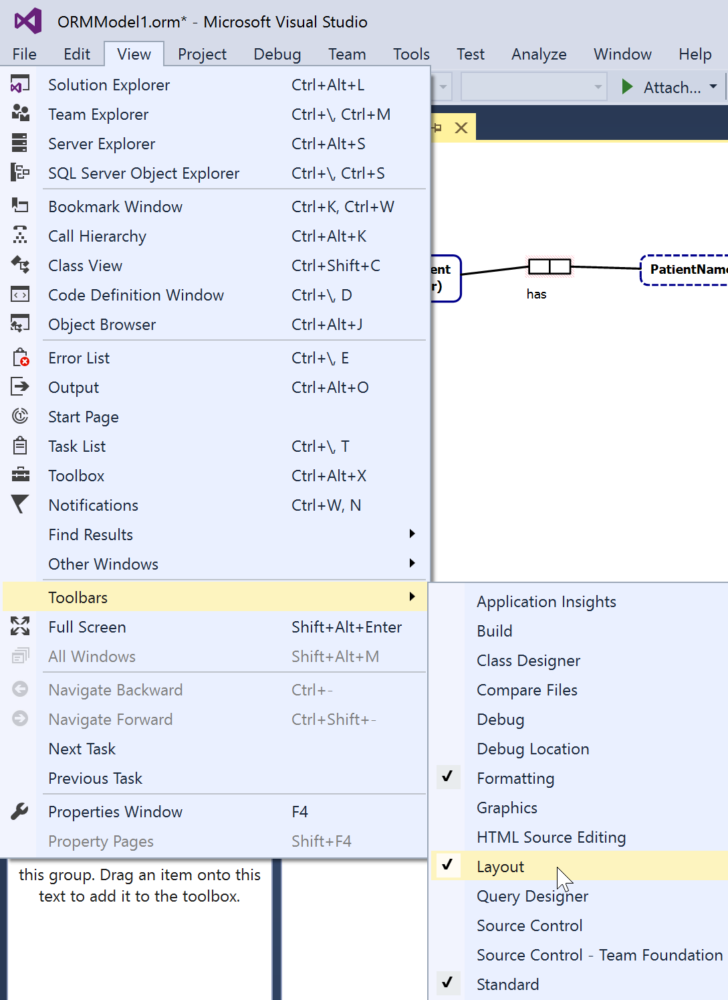 ORMModel1.orm* - Microsoft Visual Studio
File Edit View Project Debug Team Tools Test Analyze Window Help
Attach...
Solution Explorer Ctrl+Alt+L
Team Explorer Ctrl+\, Ctrl+M
Server Explorer Ctrl+Alt+S
SQL Server Object Explorer Ctrl+\, Ctrl+S
Bookmark Window Ctrl+K, Ctrl+W
Call Hierarchy Ctrl+Alt+K
Class View Ctrl+Shift+C
Code Definition Window Ctrl+\, D
Object Browser Ctrl+Alt+J
Error List Ctrl+\, E
Output Ctrl+Alt+O
Start Page
Task List Ctrl+\, T
Toolbox Ctrl+Alt+X
Notifications Ctrl+W, N
Find Results
Other Windows
Toolbars
Full Screen Shift+Alt+Enter
All Windows Shift+Alt+M
Navigate Backward Ctrl+-
Navigate Forward Ctrl+Shift+-
Next Task
Previous Task
Properties Window F4
Property Pages Shift+F4
ent
r)
has
PatientName
Application Insights
Build
Class Designer
Compare Files
Debug
Debug Location
Formatting
Graphics
HTML Source Editing
Layout
Query Designer
Source Control
Source Control - Team Foundation
Standard
this group. Drag an item onto this
text to add it to the toolbox.